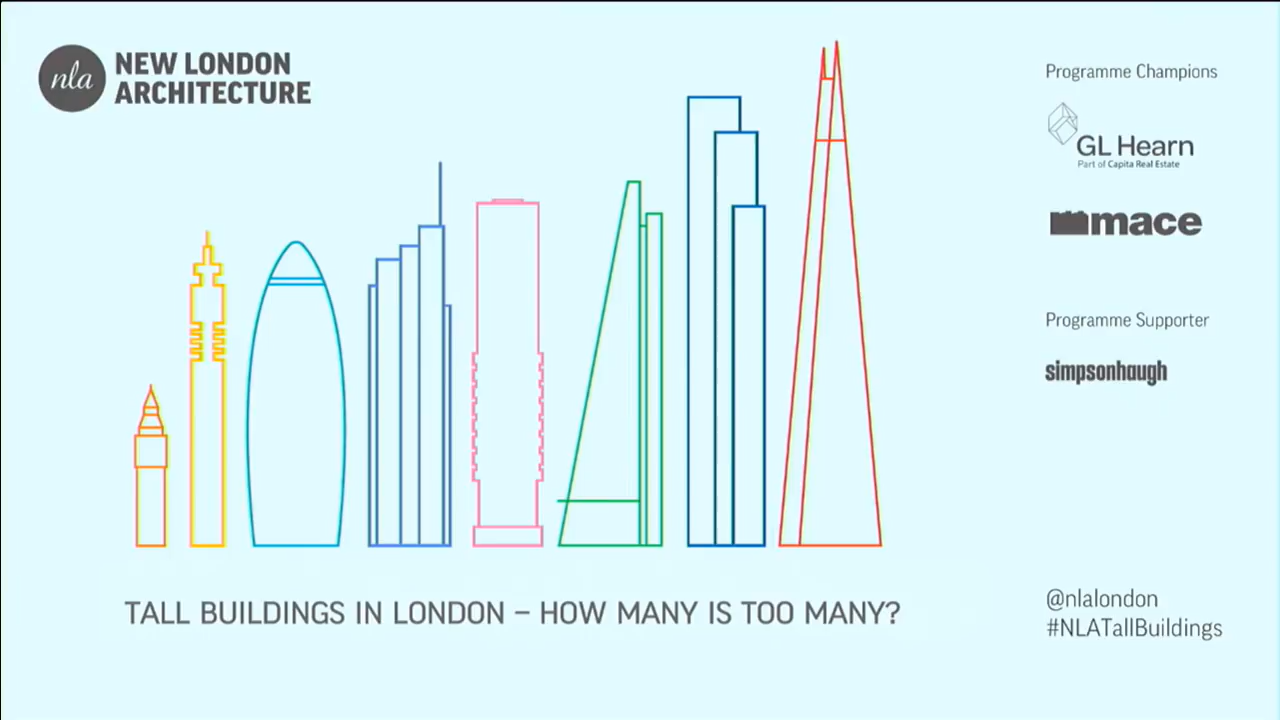 nla
NEW LONDON
ARCHITECTURE
Programme Champions
GL Hearn
Part of Capita Real Estate
mace
Programme Supporter
simpsonhaugh
TALL BUILDINGS IN LONDON – HOW MANY IS TOO MANY?
@nlalondon
#NLATallBuildings